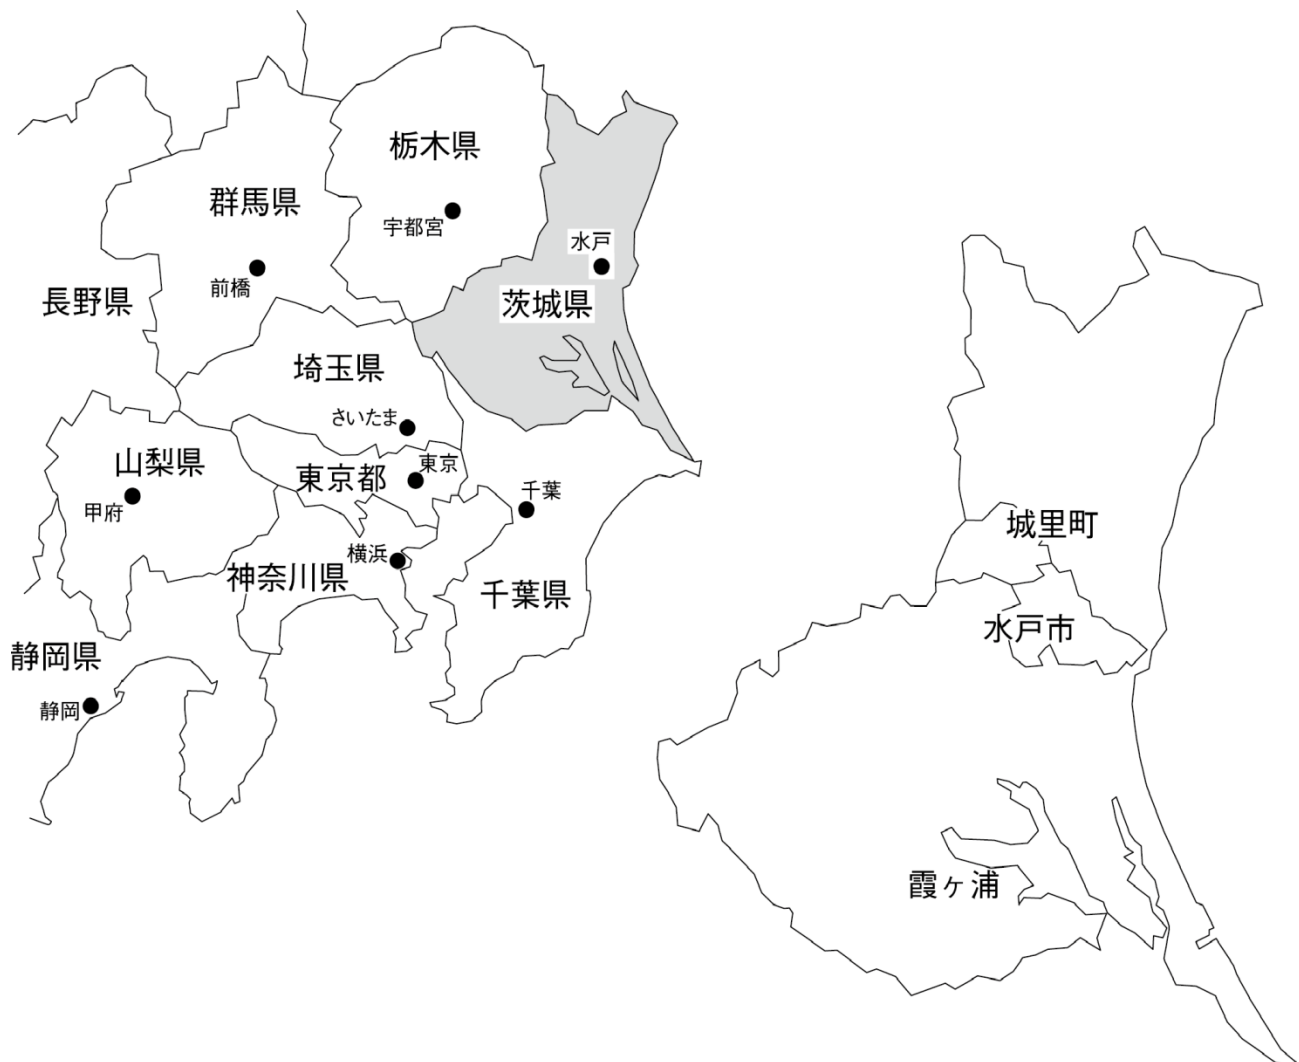 栃木県
宇都宮
群馬県
前橋
水戸
茨城県
長野県
埼玉県
さいたま
山梨県
甲府
東京都
東京
千葉
横浜
神奈川県
千葉県
静岡県
静岡
城里町
水戸市
霞ヶ浦